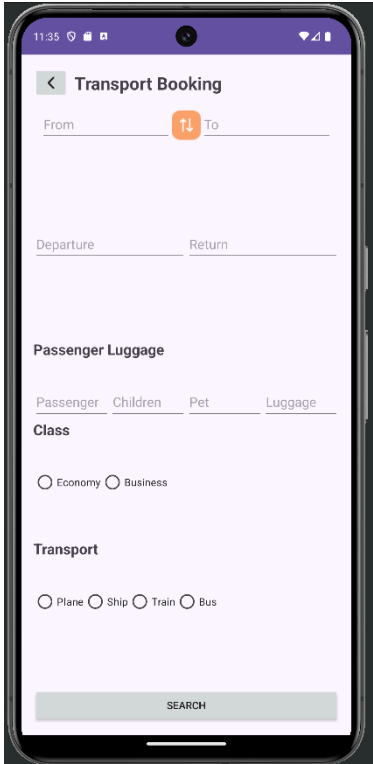 11:35
Transport Booking
From To
Departure Return
Passenger Luggage
Passenger Children Pet Luggage
Class
Economy Business
Transport
Plane Ship Train Bus
SEARCH